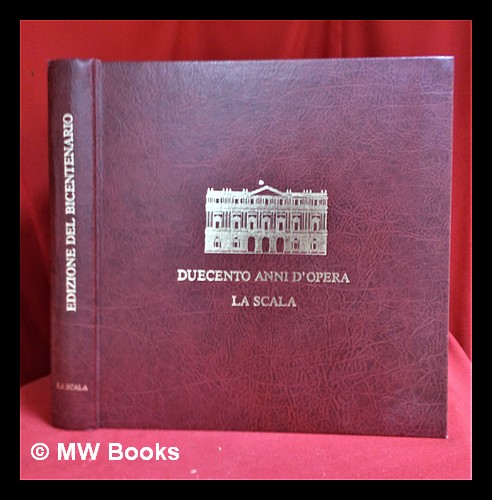 EDIZIONE DEL BICENTENARIO
LA SCALA
DUECENTO ANNI D'OPERA
LA SCALA
© MW Books